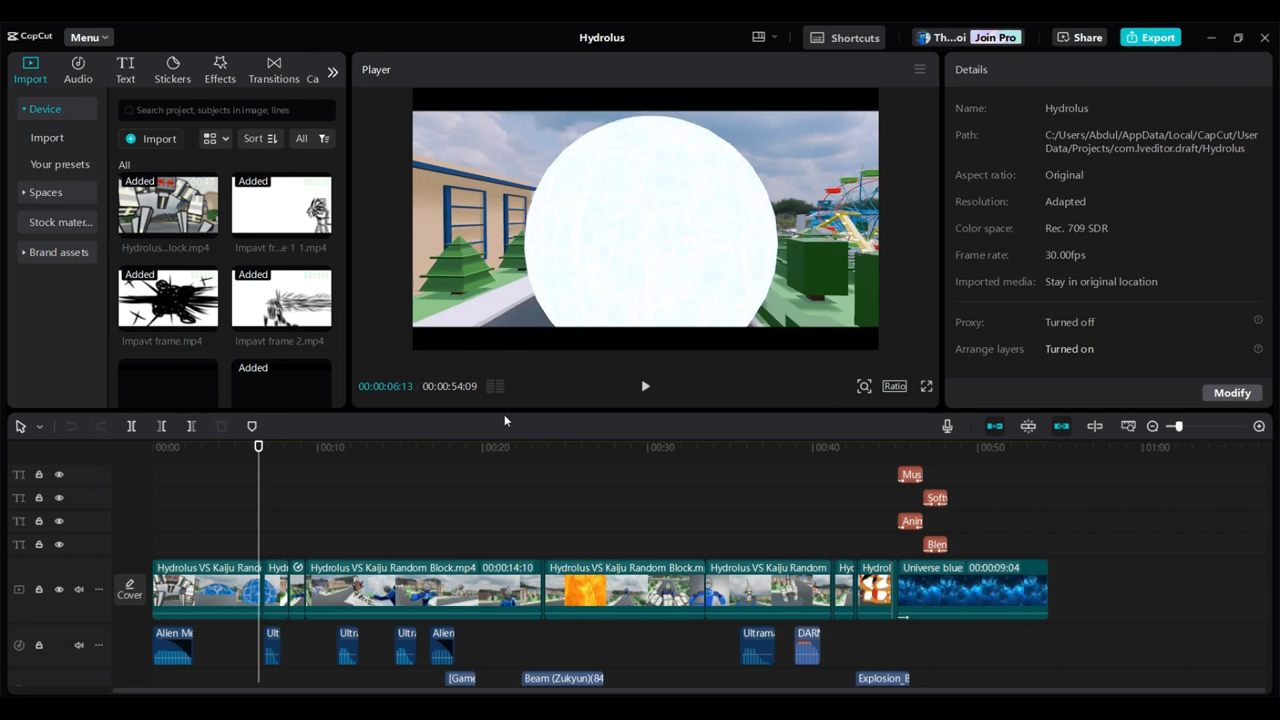 CapCut
Menu
Hydrolus
Shortcuts
Th...oi
Join Pro
Share
Export
Import
Audio
Text
Stickers
Effects
Transitions
Ca
Device
Import
Your presets
Spaces
Stock mater...
Brand assets
Search project, subjects in image, lines
Import
Sort
All
All
Added
Added
Hydrolus...lock.mp4
Impavt fr...e 1 1.mp4
Added
Added
Impavt frame.mp4
Impavt frame 2.mp4
Added
Player
00:00:06:13
00:00:54:09
Ratio
Details
Name:
Hydrolus
Path:
C:/Users/Abdul/AppData/Local/CapCut/User
Data/Projects/com.lveditor.draft/Hydrolus
Aspect ratio:
Original
Resolution:
Adapted
Color space:
Rec. 709 SDR
Frame rate:
30.00fps
Imported media:
Stay in original location
Proxy:
Turned off
Arrange layers
Turned on
Modify
00:00
00:10
00:20
00:30
00:40
00:50
01:00
Mus
Soft
Anin
Blen
Cover
Hydrolus VS Kaiju Rand
Hydr
Hydrolus VS Kaiju Random Block.mp4 00:00:14:10
Hydrolus VS Kaiju Random Block.m
Hydrolus VS Kaiju Random
Hyd
Hydrol
Universe blue 00:00:09:04
Alien Me
Ult
Ultra
Ultra
Alien
Ultrama
DARN
[Game
Beam (Zukyun)(84
Explosion_B